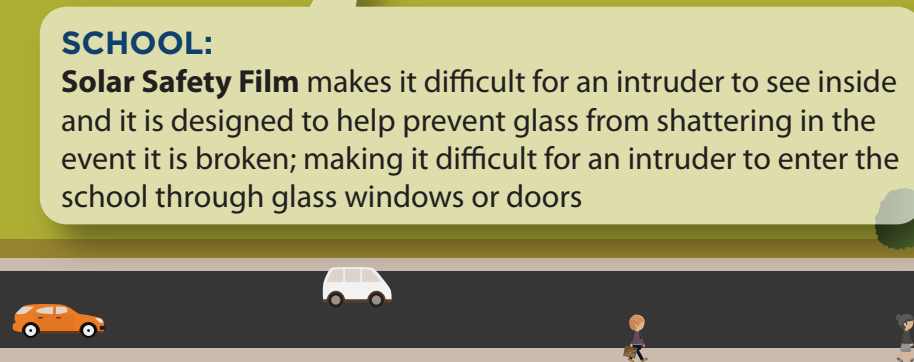 SCHOOL:
Solar Safety Film makes it difficult for an intruder to see inside
and it is designed to help prevent glass from shattering in the
event it is broken; making it difficult for an intruder to enter the
school through glass windows or doors